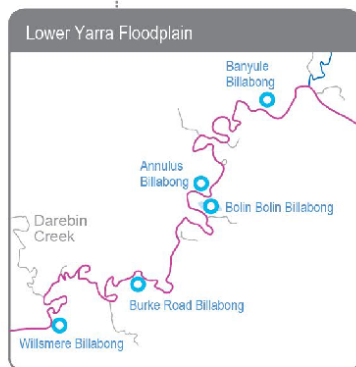 Lower Yarra Floodplain
Banyule
Billabong
Annulus
Billabong
Bolin Bolin Billabong
Darebin
Creek
Burke Road Billabong
Willsmere Billabong